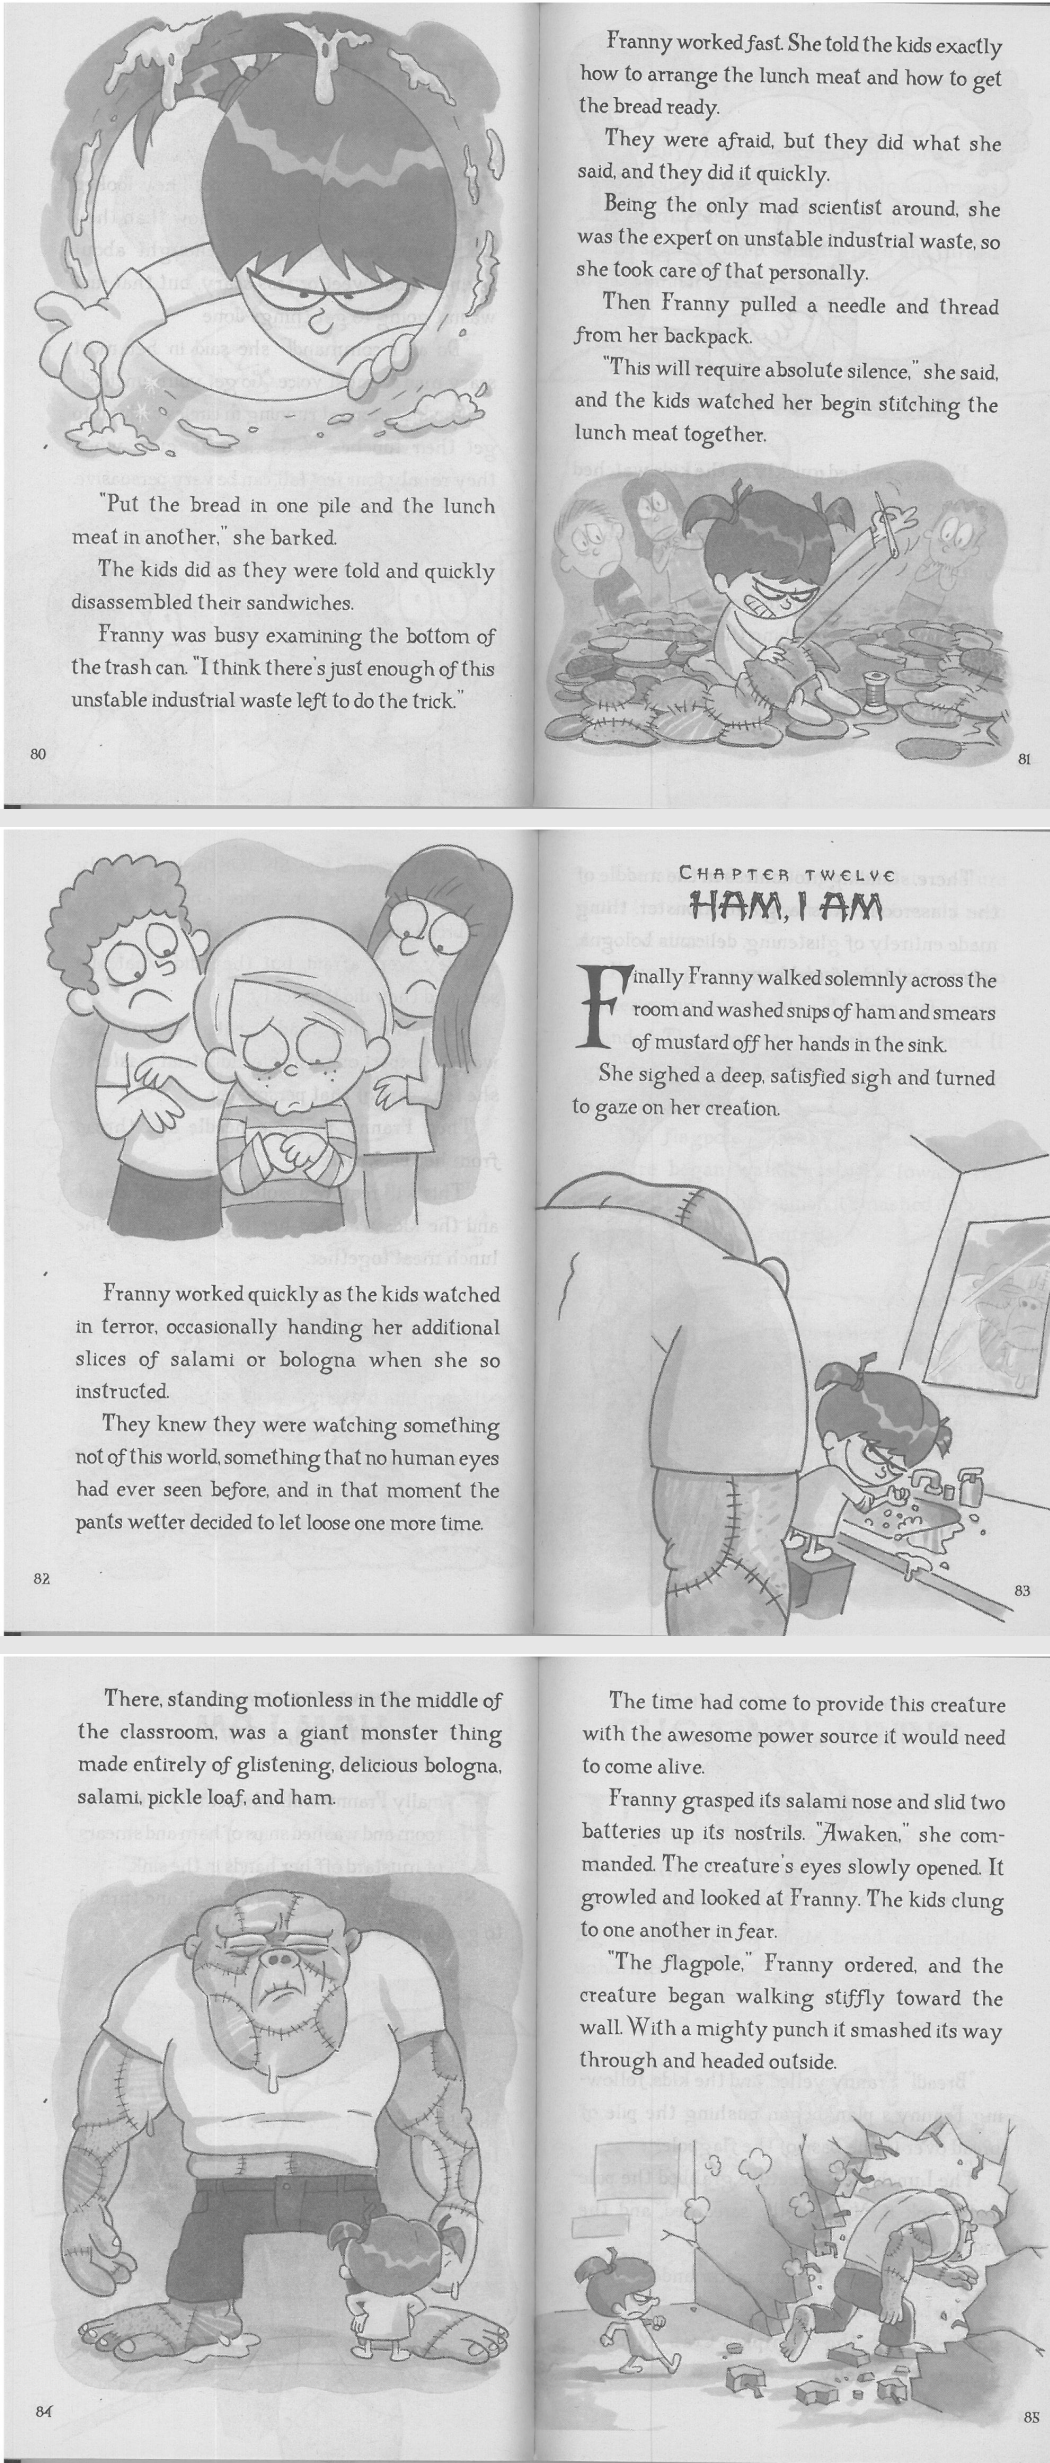 "Put the bread in one pile and the lunch
meat in another," she barked.
The kids did as they were told and quickly
disassembled their sandwiches.
Franny was busy examining the bottom of
the trash can. "I think there's just enough of this
unstable industrial waste left to do the trick."
80
Franny worked fast. She told the kids exactly
how to arrange the lunch meat and how to get
the bread ready.
They were afraid, but they did what she
said, and they did it quickly.
Being the only mad scientist around, she
was the expert on unstable industrial waste, so
she took care of that personally.
Then Franny pulled a needle and thread
from her backpack.
"This will require absolute silence," she said,
and the kids watched her begin stitching the
lunch meat together.
81
Franny worked quickly as the kids watched
in terror, occasionally handing her additional
slices of salami or bologna when she so
instructed.
They knew they were watching something
not of this world, something that no human eyes
had ever seen before, and in that moment the
pants wetter decided to let loose one more time.
82
CHAPTER TWELVE
HAM, I AM
Finally Franny walked solemnly across the
room and washed snips of ham and smears
of mustard off her hands in the sink.
She sighed a deep, satisfied sigh and turned
to gaze on her creation.
83
There, standing motionless in the middle of
the classroom, was a giant monster thing
made entirely of glistening, delicious bologna,
salami, pickle loaf, and ham.
84
The time had come to provide this creature
with the awesome power source it would need
to come alive.
Franny grasped its salami nose and slid two
batteries up its nostrils. "Awaken," she com-
manded. The creature's eyes slowly opened. It
growled and looked at Franny. The kids clung
to one another in fear.
"The flagpole," Franny ordered, and the
creature began walking stiffly toward the
wall. With a mighty punch it smashed its way
through and headed outside.
85